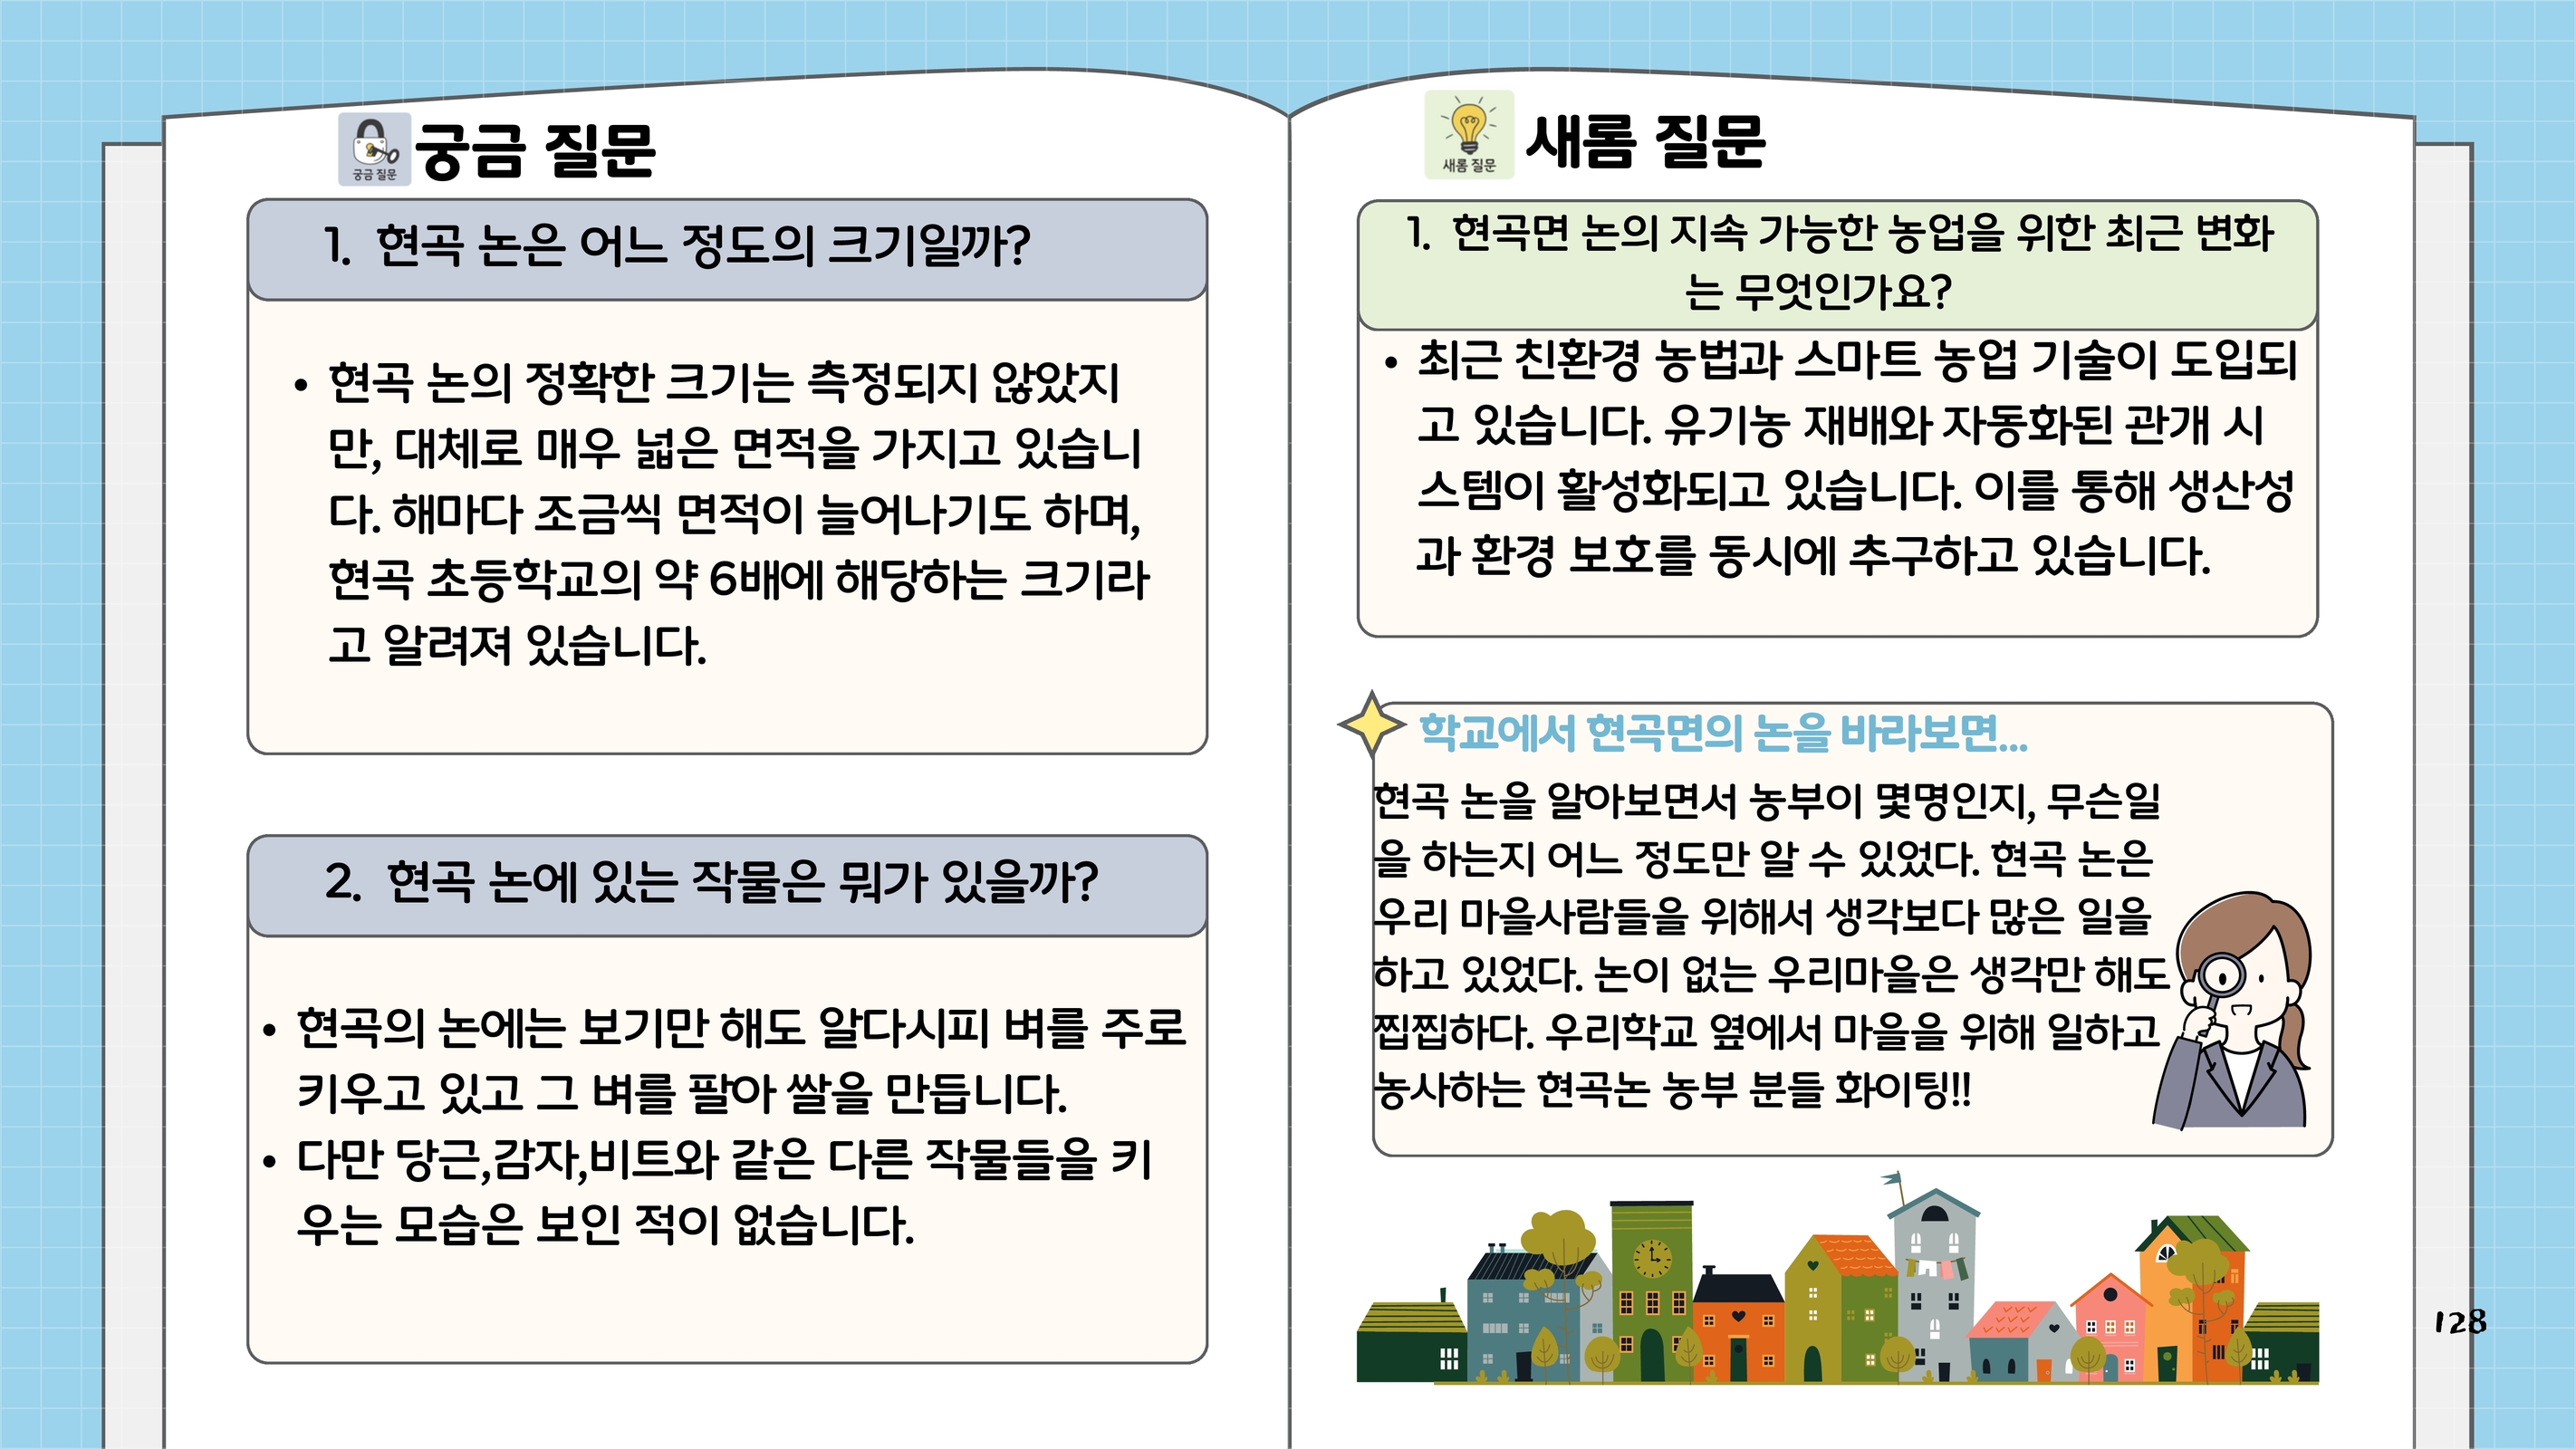 궁금 질문
궁금 질문
1. 현곡 논은 어느 정도의 크기일까?
• 현곡 논의 정확한 크기는 측정되지 않았지
만, 대체로 매우 넓은 면적을 가지고 있습니
다. 해마다 조금씩 면적이 늘어나기도 하며,
현곡 초등학교의 약 6배에 해당하는 크기라
고 알려져 있습니다.
2. 현곡 논에 있는 작물은 뭐가 있을까?
• 현곡의 논에는 보기만 해도 알다시피 벼를 주로
키우고 있고 그 벼를 팔아 쌀을 만듭니다.
• 다만 당근,감자,비트와 같은 다른 작물들을 키
우는 모습은 보인 적이 없습니다.
새롬 질문
새롬 질문
1. 현곡면 논의 지속 가능한 농업을 위한 최근 변화
는 무엇인가요?
• 최근 친환경 농법과 스마트 농업 기술이 도입되
고 있습니다. 유기농 재배와 자동화된 관개 시
스템이 활성화되고 있습니다. 이를 통해 생산성
과 환경 보호를 동시에 추구하고 있습니다.
학교에서 현곡면의 논을 바라보면...
현곡 논을 알아보면서 농부이 몇명인지, 무슨일
을 하는지 어느 정도만 알 수 있었다. 현곡 논은
우리 마을사람들을 위해서 생각보다 많은 일을
하고 있었다. 논이 없는 우리마을은 생각만 해도
찝찝하다. 우리학교 옆에서 마을을 위해 일하고
농사하는 현곡논 농부 분들 화이팅!!
128